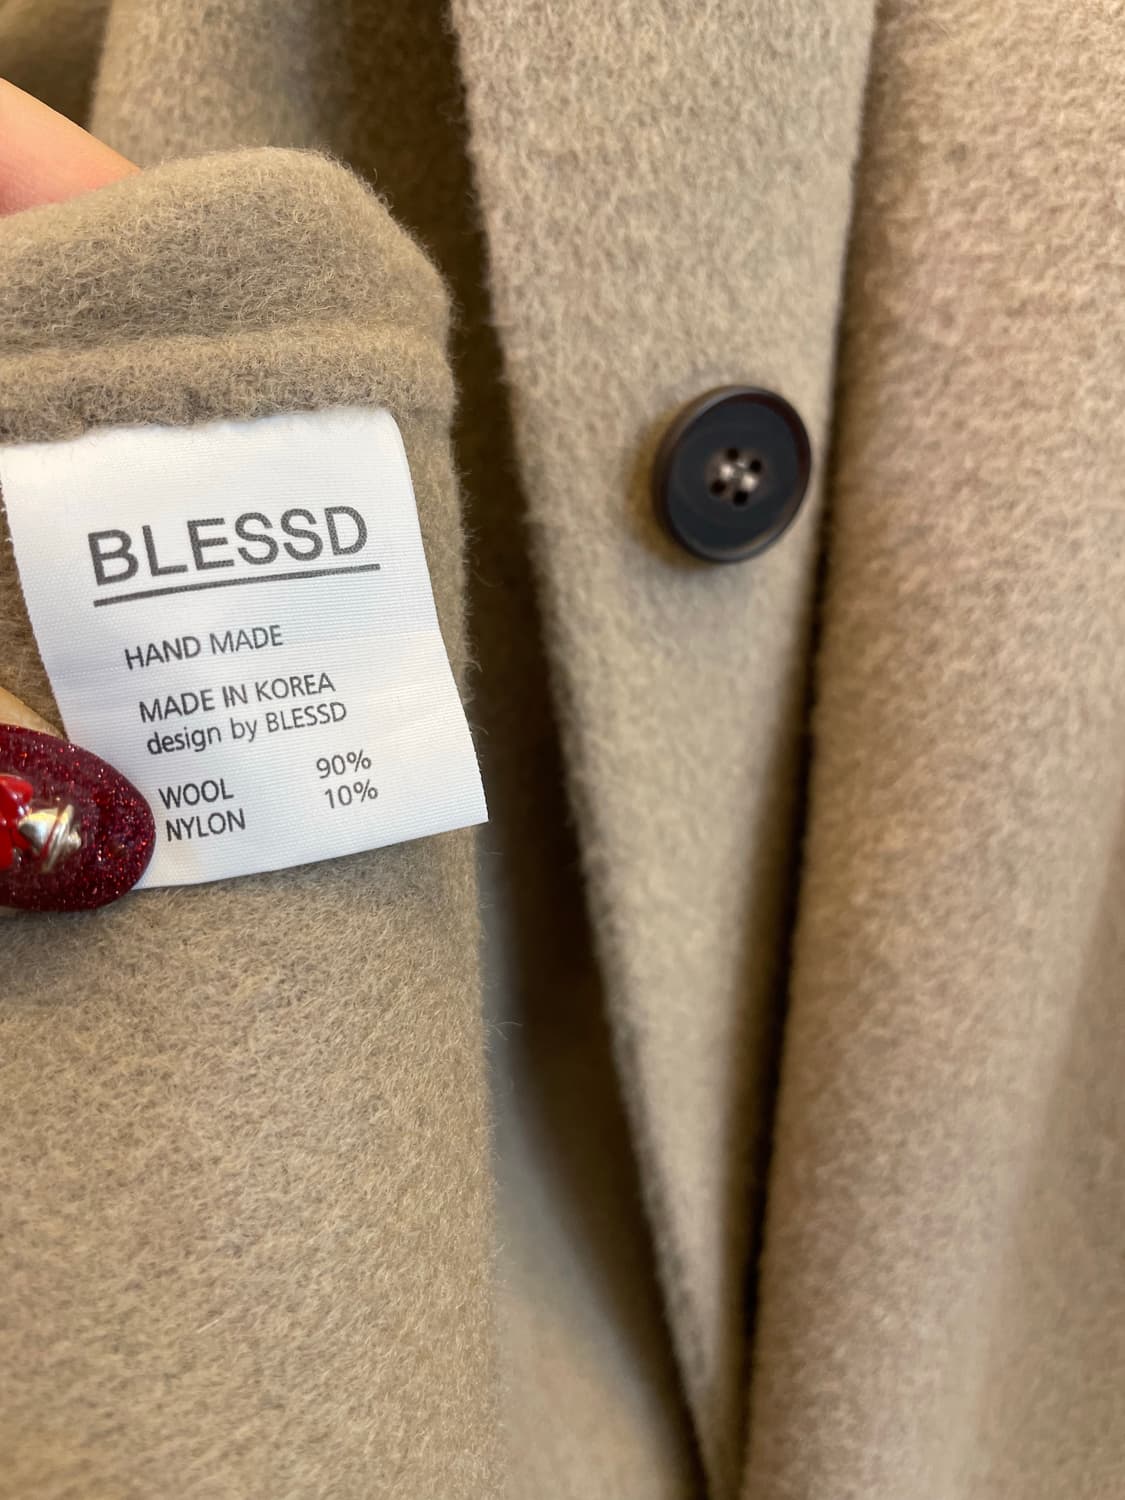 BLESSD
HAND MADE
MADE IN KOREA
design by BLESSD
WOOL 90%
NYLON 10%